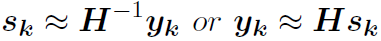 s_k ≈ H^{-1} y_k or y_k ≈ H s_k